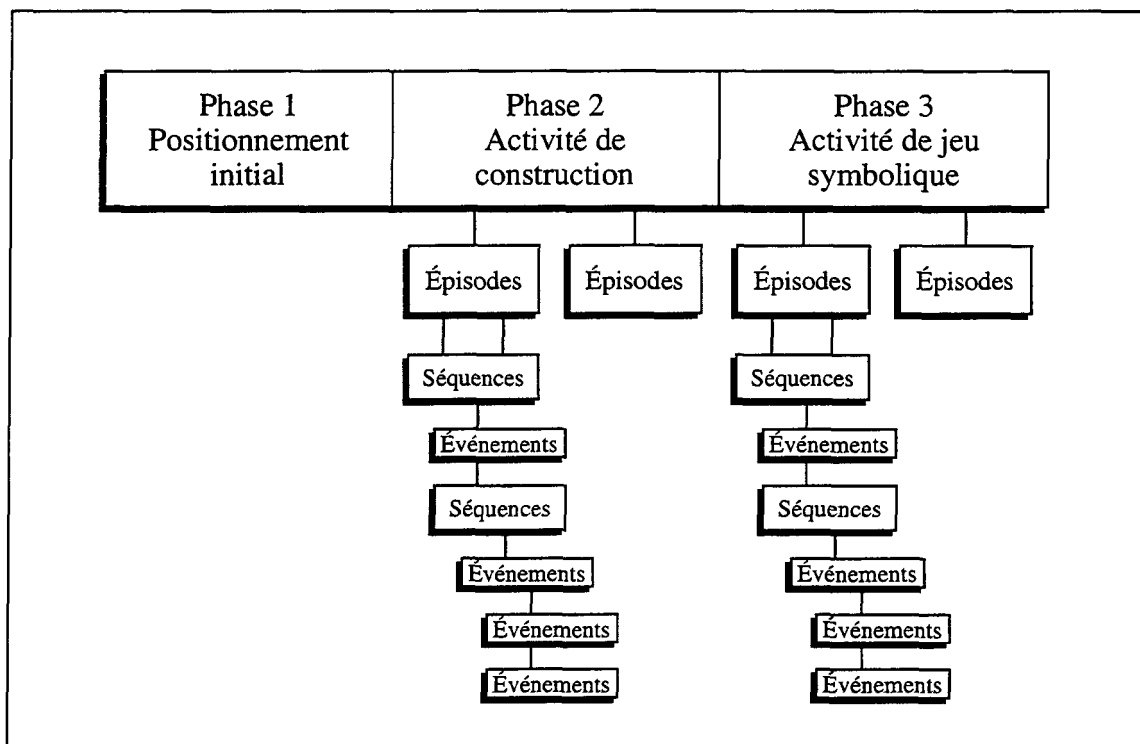 Phase 1
Positionnement
initial
Phase 2
Activité de
construction
Phase 3
Activité de jeu
symbolique
Épisodes
Épisodes
Épisodes
Épisodes
Séquences
Séquences
Événements
Événements
Séquences
Séquences
Événements
Événements
Événements
Événements
Événements
Événements